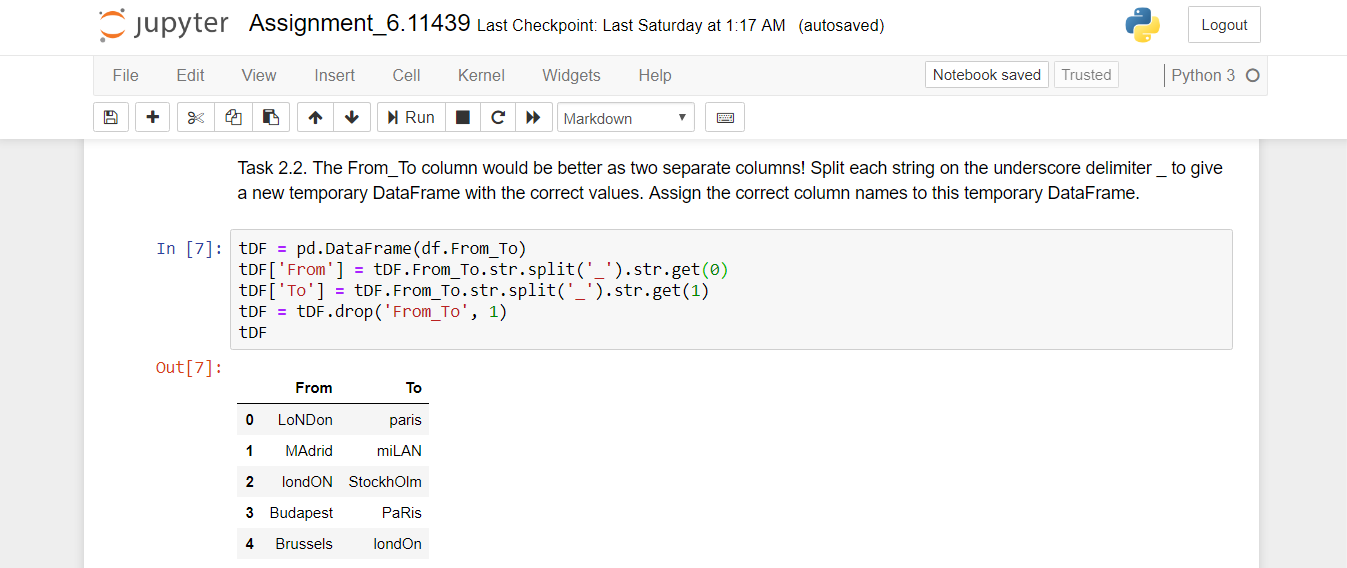 jupyter Assignment_6.11439 Last Checkpoint: Last Saturday at 1:17 AM (autosaved) Logout
File Edit View Insert Cell Kernel Widgets Help Notebook saved Trusted Python 3
Run Markdown
Task 2.2. The From_To column would be better as two separate columns! Split each string on the underscore delimiter _ to give
a new temporary DataFrame with the correct values. Assign the correct column names to this temporary DataFrame.
In [7]: tDF = pd.DataFrame(df.From_To)
tDF['From'] = tDF.From_To.str.split('_').str.get(0)
tDF['To'] = tDF.From_To.str.split('_').str.get(1)
tDF = tDF.drop('From_To', 1)
tDF
Out[7]:
From To
0 LoNDon paris
1 MAdrid miLAN
2 londON StockhOlm
3 Budapest PaRis
4 Brussels londOn